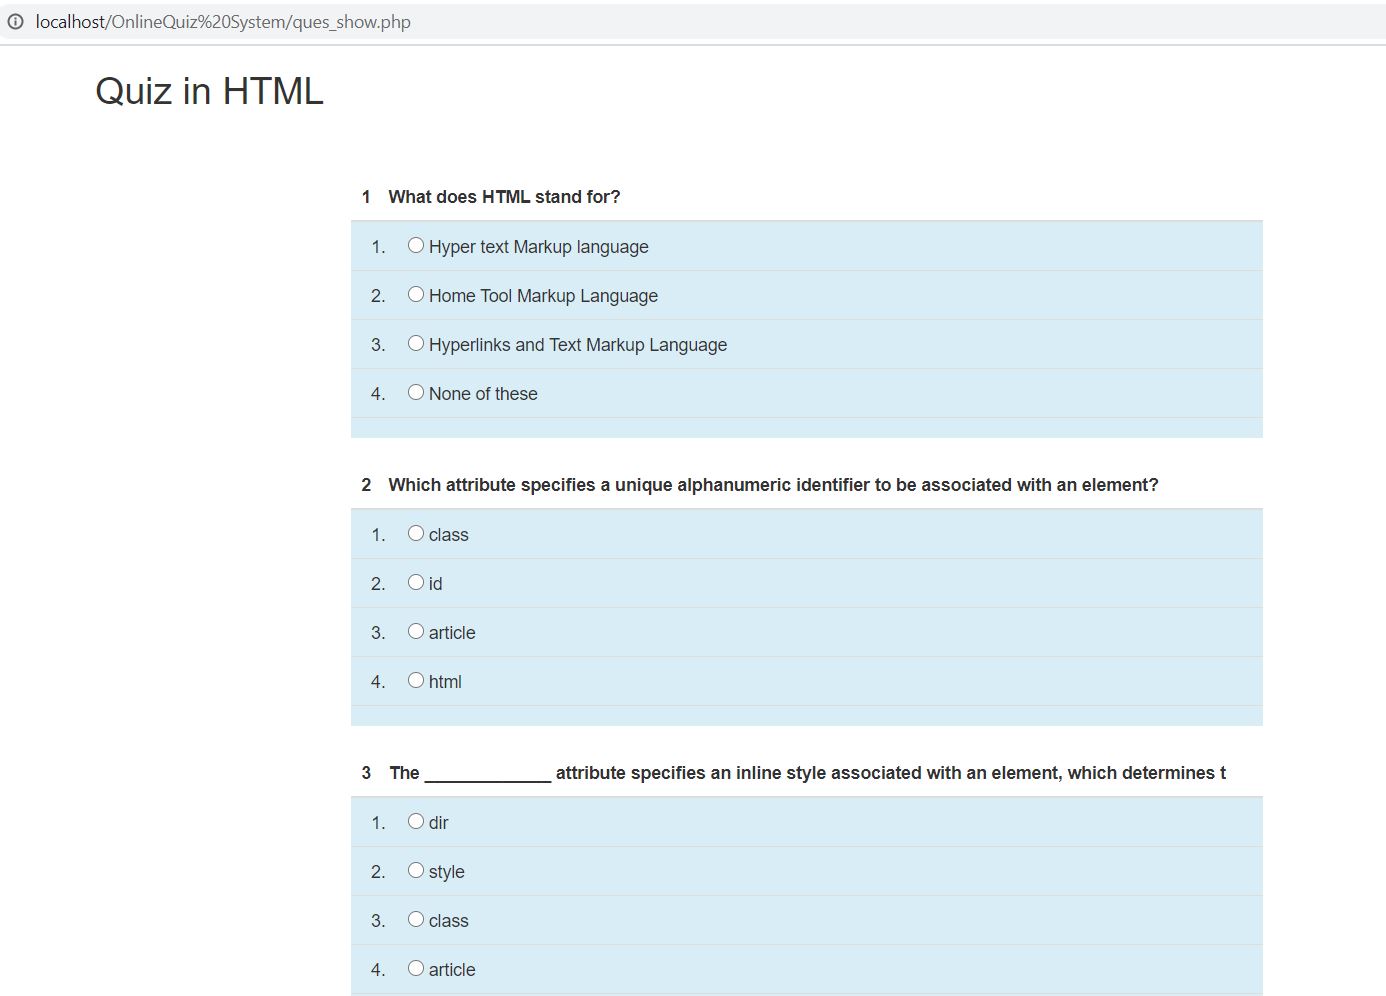 localhost/OnlineQuiz%20System/ques_show.php
Quiz in HTML
1 What does HTML stand for?
1. Hyper text Markup language
2. Home Tool Markup Language
3. Hyperlinks and Text Markup Language
4. None of these
2 Which attribute specifies a unique alphanumeric identifier to be associated with an element?
1. class
2. id
3. article
4. html
3 The _____________ attribute specifies an inline style associated with an element, which determines t
1. dir
2. style
3. class
4. article